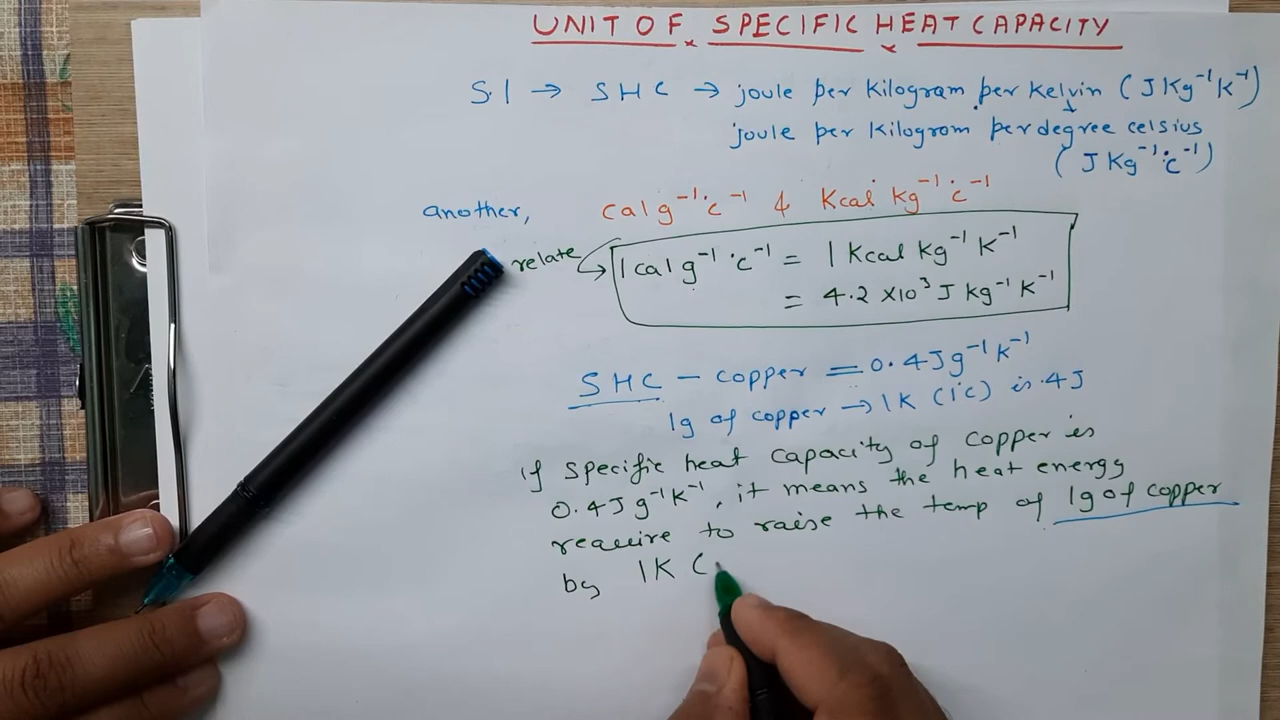 UNIT OF SPECIFIC HEAT CAPACITY
S.I → SHC → joule per kilogram per kelvin (J Kg⁻¹ K⁻¹)
joule per kilogram per degree celsius
(J Kg⁻¹ °c⁻¹)
another, cal g⁻¹ °c⁻¹ & Kcal kg⁻¹ °c⁻¹
relate 1 cal g⁻¹ °c⁻¹ = 1 Kcal kg⁻¹ K⁻¹
= 4.2 X10³ J kg⁻¹ K⁻¹
SHC - copper = 0.4J g⁻¹ K⁻¹
1g of copper → 1K (1°c) is .4J
if specific heat capacity of copper is
0.4J g⁻¹ K⁻¹, it means the heat energy
require to raise the temp of 1g of copper
by 1K (